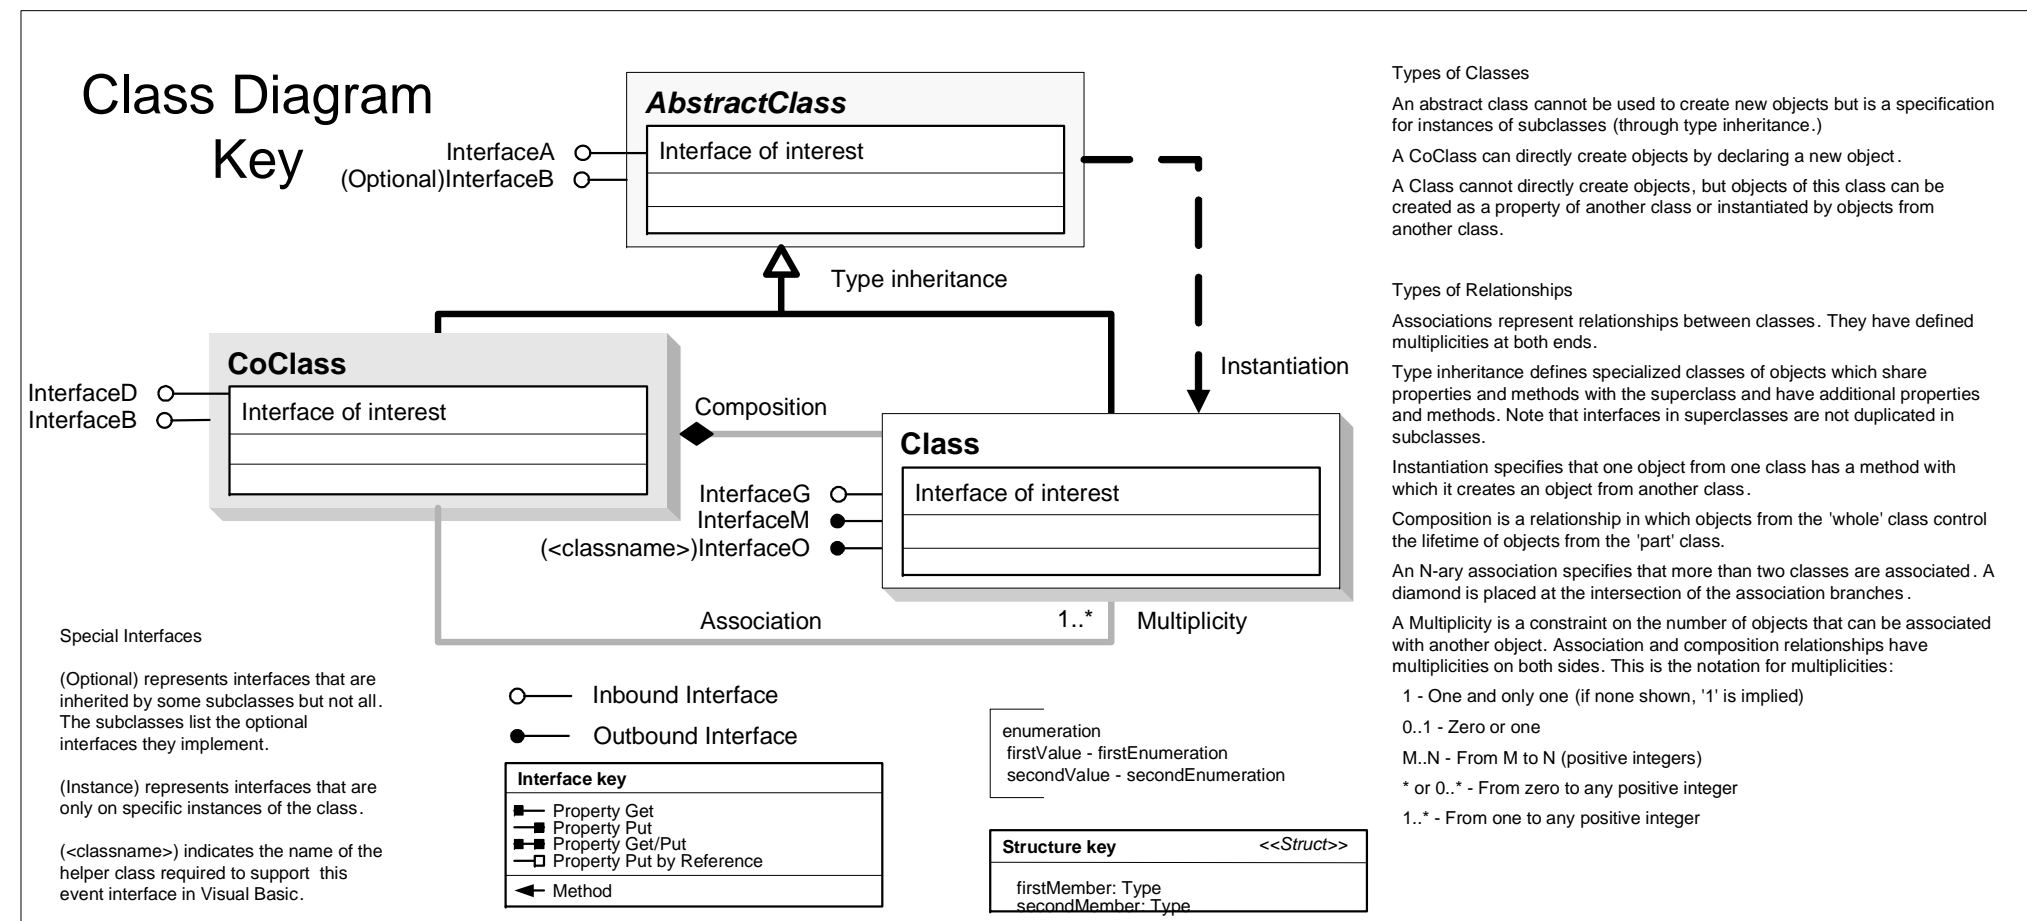 Class Diagram
Key
AbstractClass
Interface of interest
InterfaceA
(Optional)InterfaceB
Type inheritance
Instantiation
CoClass
Interface of interest
InterfaceD
InterfaceB
Composition
Class
Interface of interest
InterfaceG
InterfaceM
(<classname>)InterfaceO
Association
1..*
Multiplicity
Special Interfaces
(Optional) represents interfaces that are
inherited by some subclasses but not all.
The subclasses list the optional
interfaces they implement.
(Instance) represents interfaces that are
only on specific instances of the class.
(<classname>) indicates the name of the
helper class required to support this
event interface in Visual Basic.
Inbound Interface
Outbound Interface
Interface key
Property Get
Property Put
Property Get/Put
Property Put by Reference
Method
enumeration
firstValue - firstEnumeration
secondValue - secondEnumeration
Structure key <<Struct>>
firstMember: Type
secondMember: Type
Types of Classes
An abstract class cannot be used to create new objects but is a specification
for instances of subclasses (through type inheritance.)
A CoClass can directly create objects by declaring a new object.
A Class cannot directly create objects, but objects of this class can be
created as a property of another class or instantiated by objects from
another class.
Types of Relationships
Associations represent relationships between classes. They have defined
multiplicities at both ends.
Type inheritance defines specialized classes of objects which share
properties and methods with the superclass and have additional properties
and methods. Note that interfaces in superclasses are not duplicated in
subclasses.
Instantiation specifies that one object from one class has a method with
which it creates an object from another class.
Composition is a relationship in which objects from the 'whole' class control
the lifetime of objects from the 'part' class.
An N-ary association specifies that more than two classes are associated. A
diamond is placed at the intersection of the association branches.
A Multiplicity is a constraint on the number of objects that can be associated
with another object. Association and composition relationships have
multiplicities on both sides. This is the notation for multiplicities:
1 - One and only one (if none shown, '1' is implied)
0..1 - Zero or one
M..N - From M to N (positive integers)
* or 0..* - From zero to any positive integer
1..* - From one to any positive integer